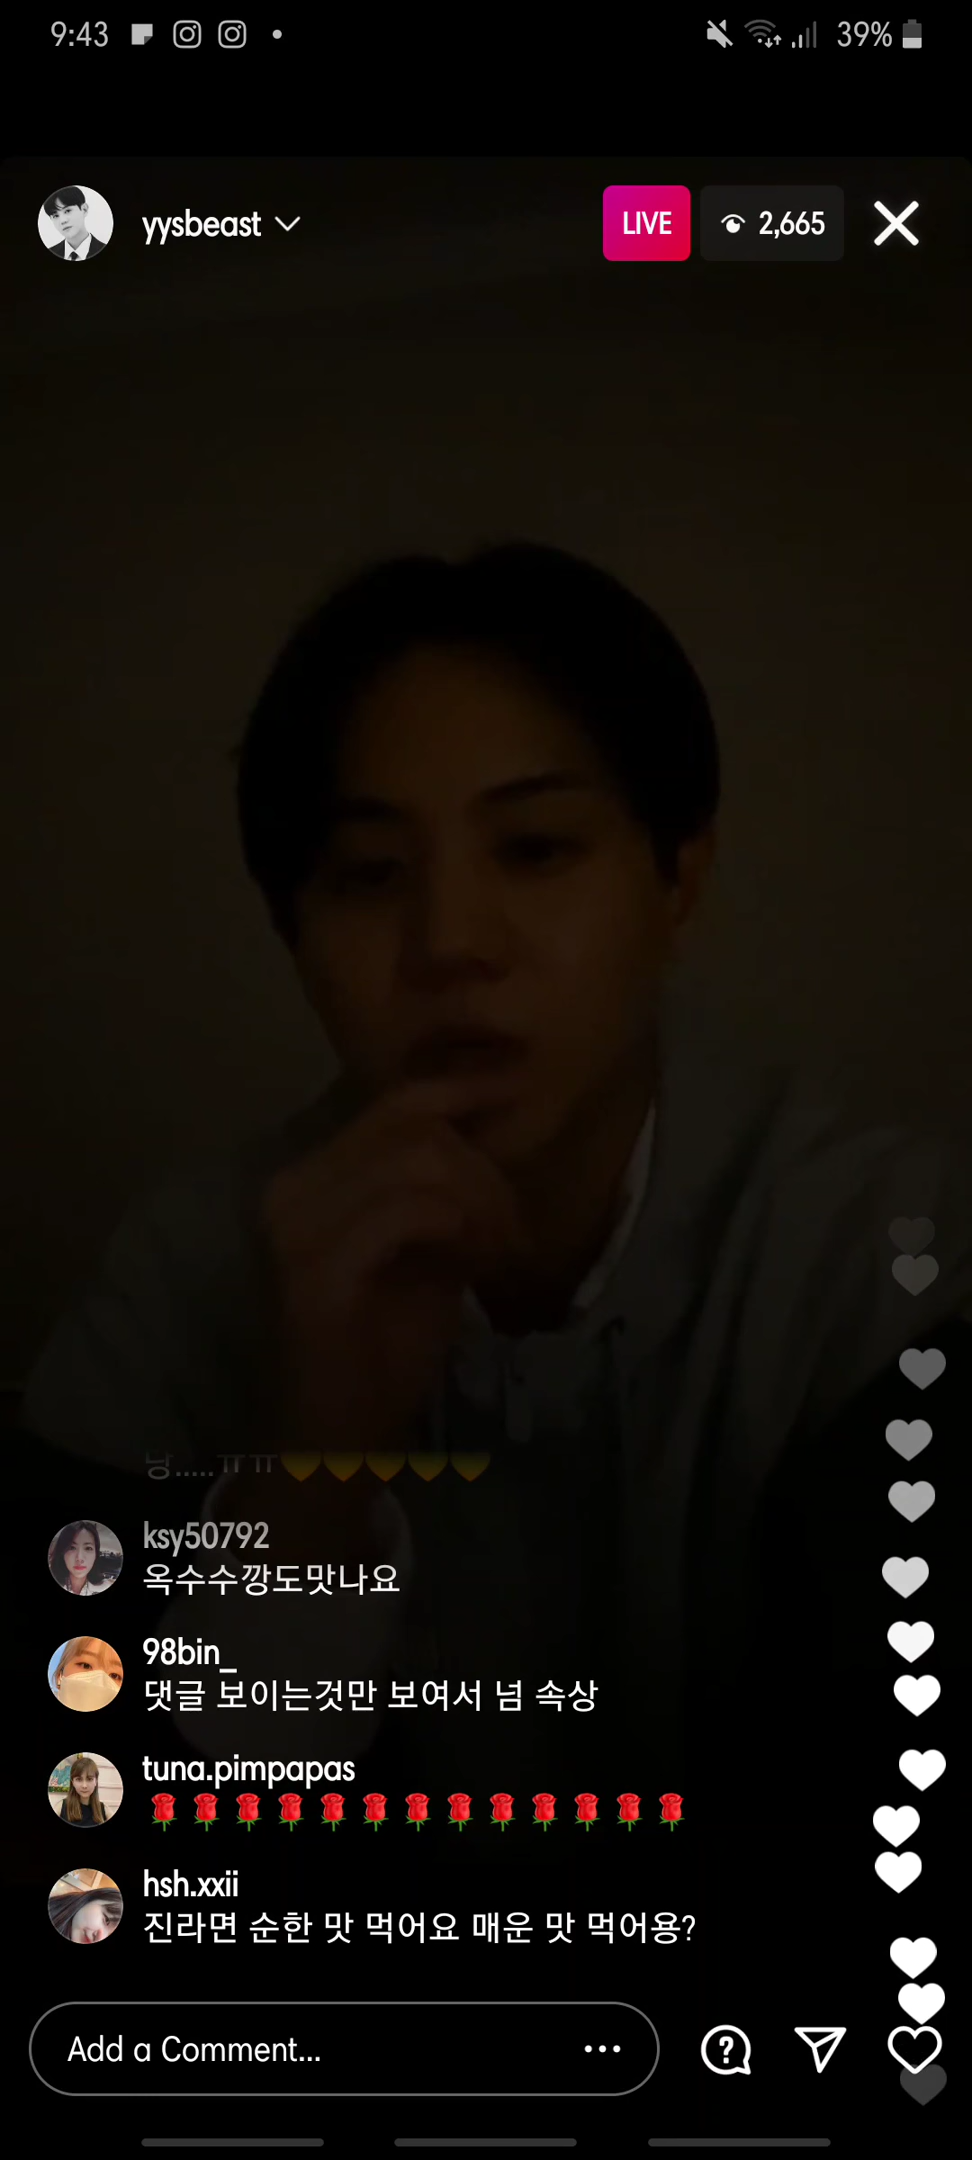 9:43
39%
yysbeast
LIVE
2,665
당.....ㅠㅠ💛💛💛💛💛
ksy50792
옥수수깡도맛나요
98bin_
댓글 보이는것만 보여서 넘 속상
tuna.pimpapas
🌹🌹🌹🌹🌹🌹🌹🌹🌹🌹🌹🌹🌹
hsh.xxii
진라면 순한 맛 먹어요 매운 맛 먹어용?
Add a Comment...